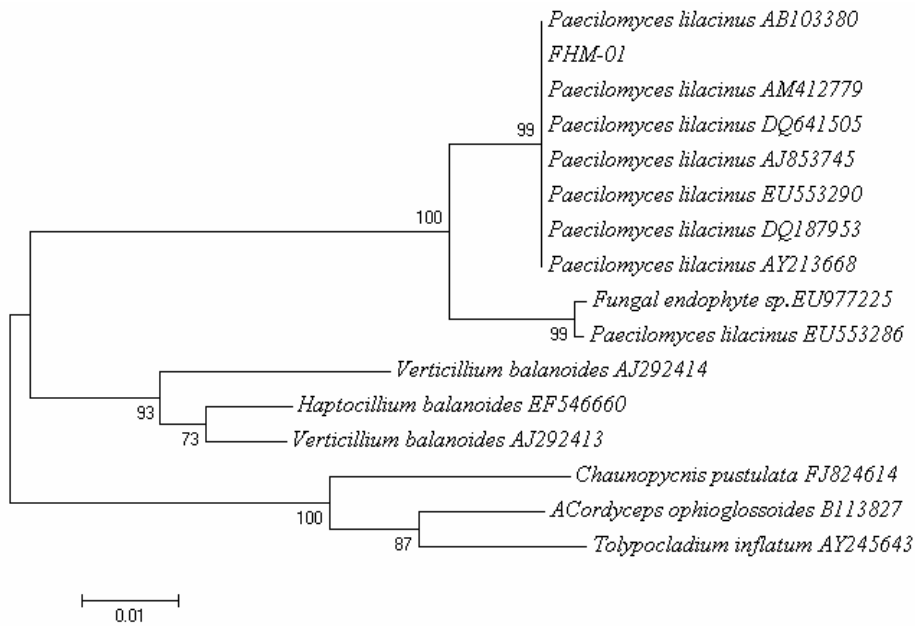 Paecilomyces lilacinus AB103380
FHM-01
Paecilomyces lilacinus AM412779
Paecilomyces lilacinus DQ641505
99
Paecilomyces lilacinus AJ853745
Paecilomyces lilacinus EU553290
100
Paecilomyces lilacinus DQ187953
Paecilomyces lilacinus AY213668
Fungal endophyte sp.EU977225
99
Paecilomyces lilacinus EU553286
Verticillium balanoides AJ292414
93
Haptocillium balanoides EF546660
73
Verticillium balanoides AJ292413
Chaunopycnis pustulata FJ824614
100
ACordyceps ophioglossoides B113827
87
Tolypocladium inflatum AY245643
0.01